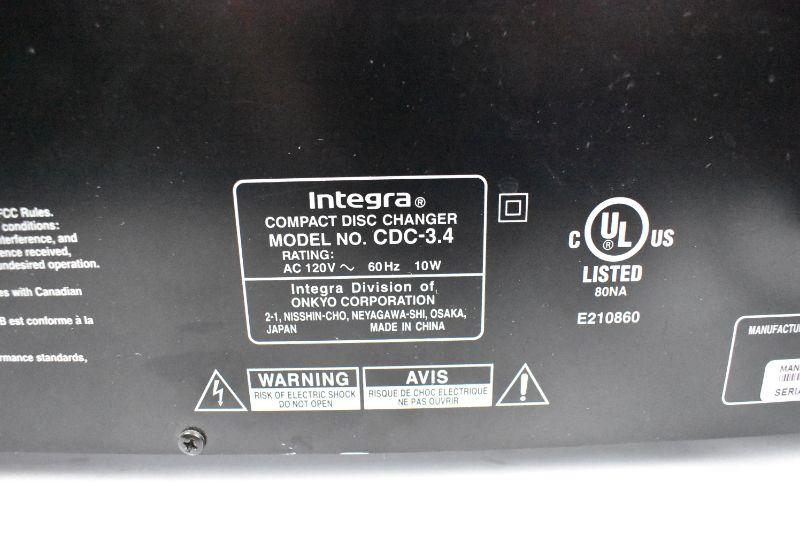 FCC Rules.
conditions:
and
ence received,
undesired operation.
es with Canadian
B est conforme à la
rmance standards,
Integra®
COMPACT DISC CHANGER
MODEL NO. CDC-3.4
RATING:
AC 120V ~ 60Hz 10W
Integra Division of
ONKYO CORPORATION
2-1, NISSHIN-CHO, NEYAGAWA-SHI, OSAKA,
JAPAN MADE IN CHINA
WARNING
RISK OF ELECTRIC SHOCK
DO NOT OPEN
AVIS
RISQUE DE CHOC ELECTRIQUE
NE PAS OUVRIR
C UL® US
LISTED
80NA
E210860
MANUFACTU
MAN
SERIA